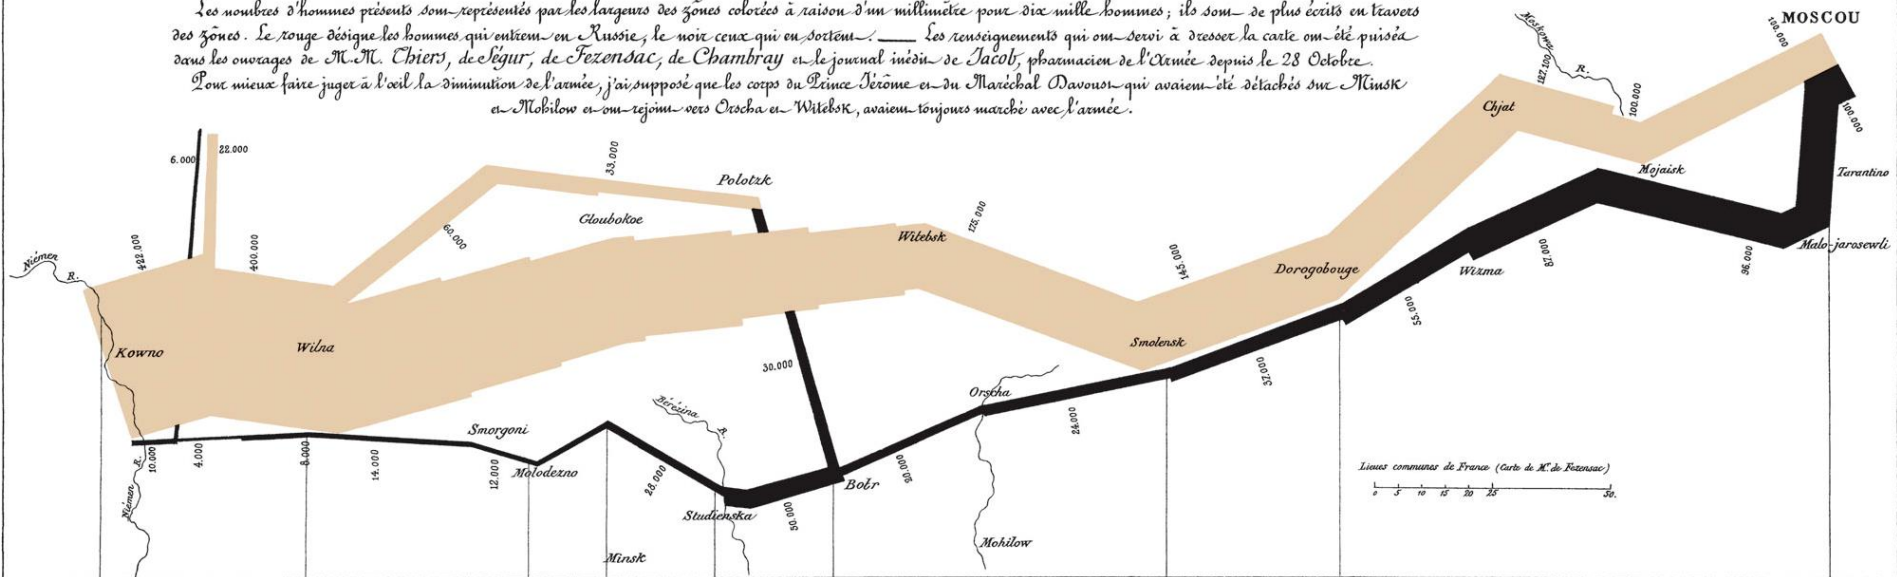 Les nombres d'hommes présents sont représentés par les largeurs des zônes colorées à raison d'un millimètre pour dix mille hommes; ils sont de plus écrits en travers
des zônes. Le rouge désigne les hommes qui entrent en Russie, le noir ceux qui en sortent. — Les renseignements qui ont servi à dresser la carte ont été puisés
dans les ouvrages de M.M. Thiers, de Ségur, de Fezensac, de Chambray et le journal inédit de Jacob, pharmacien de l'Armée depuis le 28 Octobre.
Pour mieux faire juger à l'œil la diminution de l'armée, j'ai supposé que les corps du Prince Jérôme et du Maréchal Davoust qui avaient été détachés sur Minsk
et Mohilow et ont rejoint vers Orscha et Witebsk, avaient toujours marché avec l'armée.
MOSCOU
100.000
Moskowa R.
127.100
100.000
Chjat
100.000
Mojaisk
Tarantino
Malo-jarosewli
6.000
22.000
33.000
Polotzk
Gloubokoe
60.000
422.000
400.000
Niémen R.
Witebsk
175.000
145.000
Dorogobouge
Wizma
87.000
96.000
55.000
Kowno
Wilna
Smolensk
30.000
37.000
Orscha
24.000
Bérézina R.
Smorgoni
10.000
4.000
8.000
14.000
12.000
Molodezno
28.000
Botr
20.000
Niémen R.
Studienska
50.000
Minsk
Mohilow
Lieues communes de France (Carte de M. de Fezensac)
0 5 10 15 20 25 50.